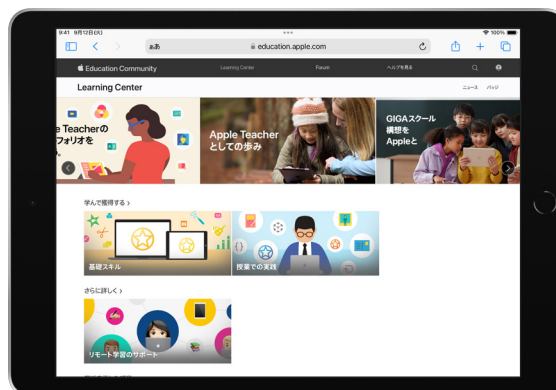 9:41 9月12日(火)
100%
ああ
education.apple.com
Education Community
Learning Center
Forum
ヘルプを見る
Learning Center
ニュース
バッジ
e Teacherの
フォリオを
Apple Teacher
としての歩み
GIGAスクール
構想を
Appleと
学んで獲得する >
基礎スキル
授業での実践
さらに詳しく >
リモート学習のサポート